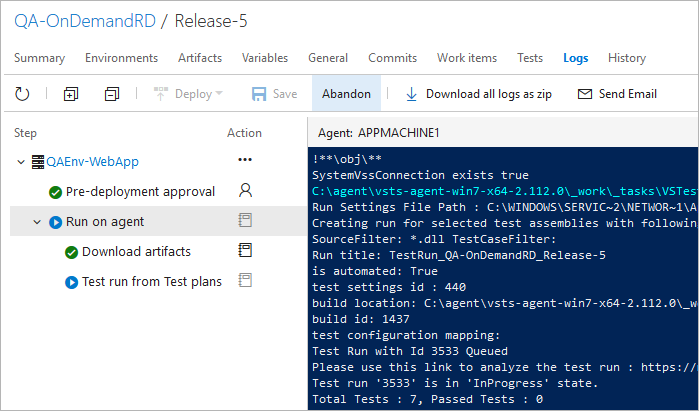 QA-OnDemandRD / Release-5
Summary Environments Artifacts Variables General Commits Work items Tests Logs History
Deploy Save Abandon Download all logs as zip Send Email
Step Action
QAEnv-WebApp
Pre-deployment approval
Run on agent
Download artifacts
Test run from Test plans
Agent: APPMACHINE1
!**\obj\**
SystemVssConnection exists true
C:\agent\vsts-agent-win7-x64-2.112.0\_work\_tasks\VSTes
Run Settings File Path : C:\WINDOWS\SERVIC~2\NETWOR~1\A
Creating run for selected test assemblies with followin
SourceFilter: *.dll TestCaseFilter:
Run title: TestRun_QA-OnDemandRD_Release-5
is automated: True
test settings id : 440
build location: C:\agent\vsts-agent-win7-x64-2.112.0\_w
build id: 1437
test configuration mapping:
Test Run with Id 3533 Queued
Please use this link to analyze the test run : https://
Test run '3533' is in 'InProgress' state.
Total Tests : 7, Passed Tests : 0